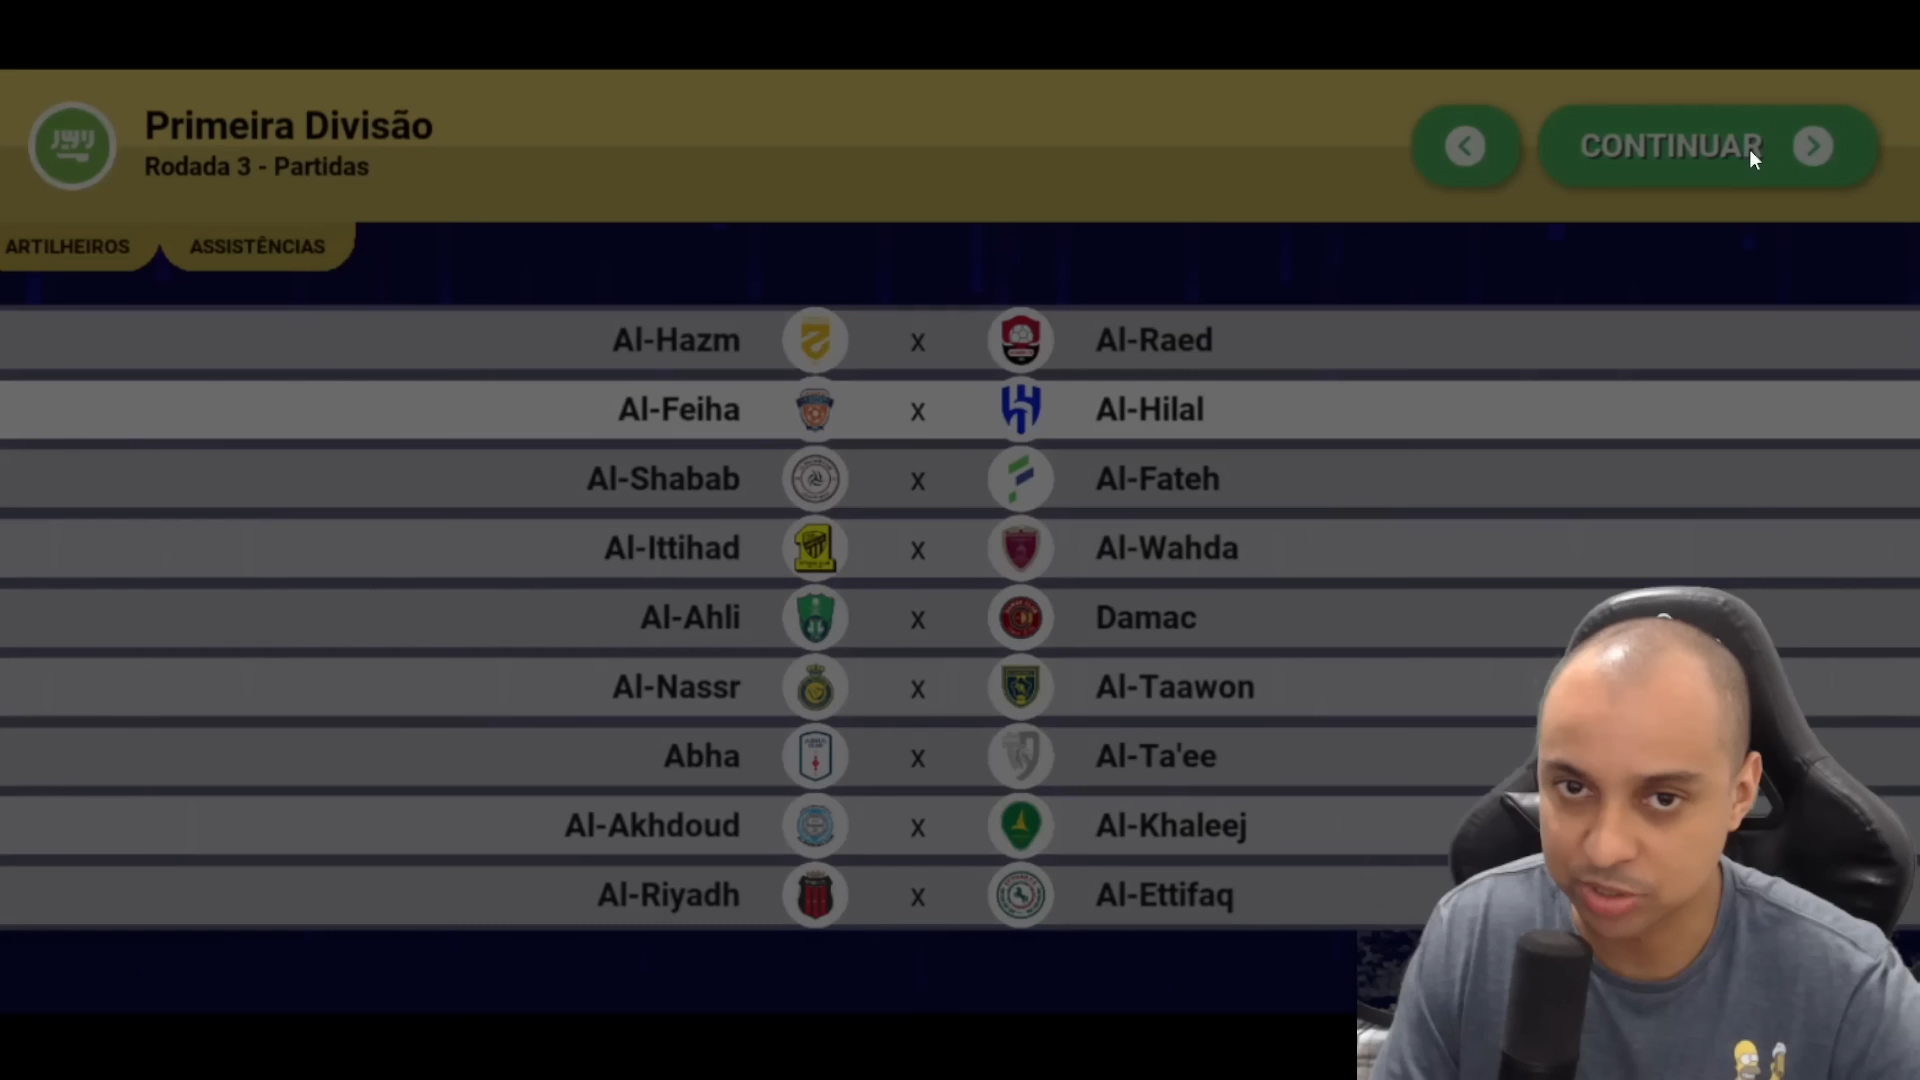 Primeira Divisão
Rodada 3 - Partidas
CONTINUAR
ARTILHEIROS
ASSISTÊNCIAS
Al-Hazm x Al-Raed
Al-Feiha x Al-Hilal
Al-Shabab x Al-Fateh
Al-Ittihad x Al-Wahda
Al-Ahli x Damac
Al-Nassr x Al-Taawon
Abha x Al-Ta'ee
Al-Akhdoud x Al-Khaleej
Al-Riyadh x Al-Ettifaq